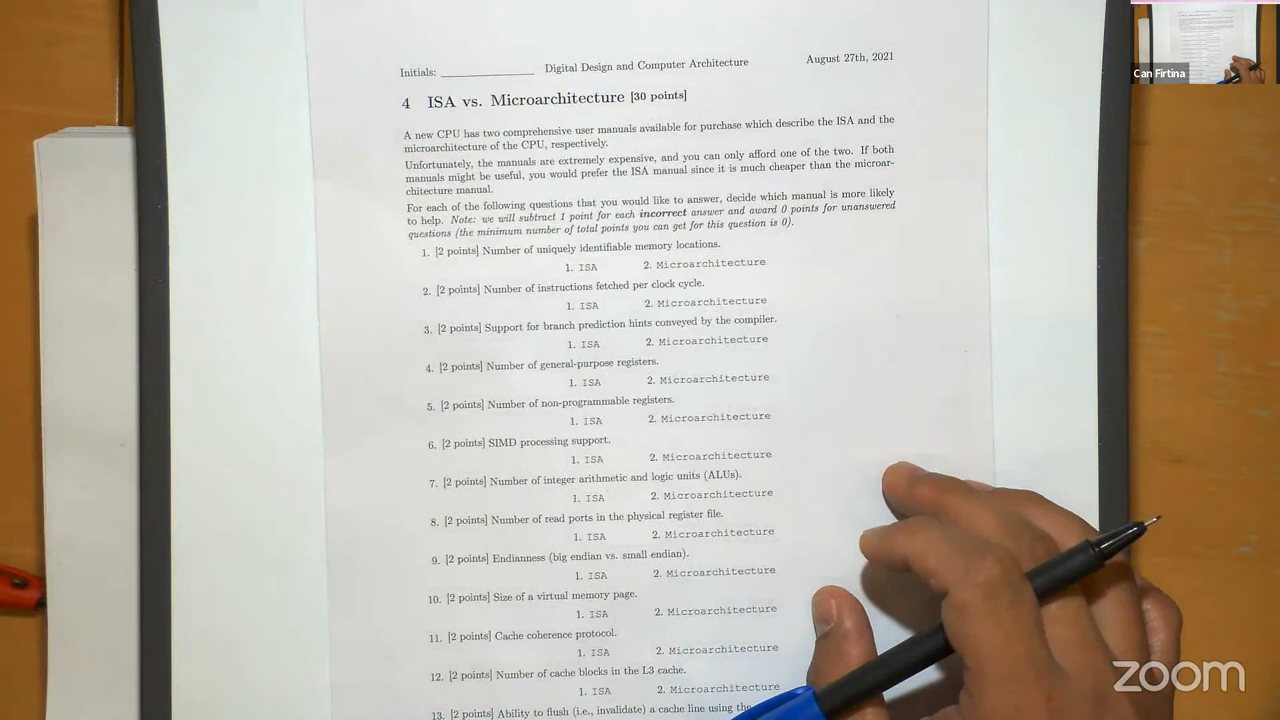 Can Firtina
Initials: ______________ Digital Design and Computer Architecture August 27th, 2021
4 ISA vs. Microarchitecture [30 points]
A new CPU has two comprehensive user manuals available for purchase which describe the ISA and the
microarchitecture of the CPU, respectively.
Unfortunately, the manuals are extremely expensive, and you can only afford one of the two. If both
manuals might be useful, you would prefer the ISA manual since it is much cheaper than the microar-
chitecture manual.
For each of the following questions that you would like to answer, decide which manual is more likely
to help. Note: we will subtract 1 point for each incorrect answer and award 0 points for unanswered
questions (the minimum number of total points you can get for this question is 0).
1. [2 points] Number of uniquely identifiable memory locations.
1. ISA 2. Microarchitecture
2. [2 points] Number of instructions fetched per clock cycle.
1. ISA 2. Microarchitecture
3. [2 points] Support for branch prediction hints conveyed by the compiler.
1. ISA 2. Microarchitecture
4. [2 points] Number of general-purpose registers.
1. ISA 2. Microarchitecture
5. [2 points] Number of non-programmable registers.
1. ISA 2. Microarchitecture
6. [2 points] SIMD processing support.
1. ISA 2. Microarchitecture
7. [2 points] Number of integer arithmetic and logic units (ALUs).
1. ISA 2. Microarchitecture
8. [2 points] Number of read ports in the physical register file.
1. ISA 2. Microarchitecture
9. [2 points] Endianness (big endian vs. small endian).
1. ISA 2. Microarchitecture
10. [2 points] Size of a virtual memory page.
1. ISA 2. Microarchitecture
11. [2 points] Cache coherence protocol.
1. ISA 2. Microarchitecture
12. [2 points] Number of cache blocks in the L3 cache.
1. ISA 2. Microarchitecture
13. [2 points] Ability to flush (i.e., invalidate) a cache line using the
zoom